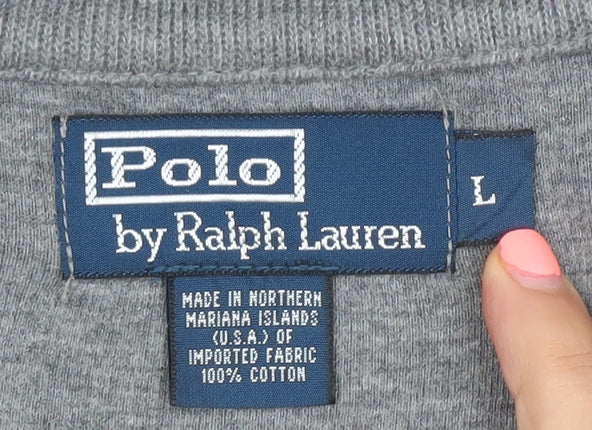 Polo
by Ralph Lauren
L
MADE IN NORTHERN
MARIANA ISLANDS
(U.S.A.) OF
IMPORTED FABRIC
100% COTTON